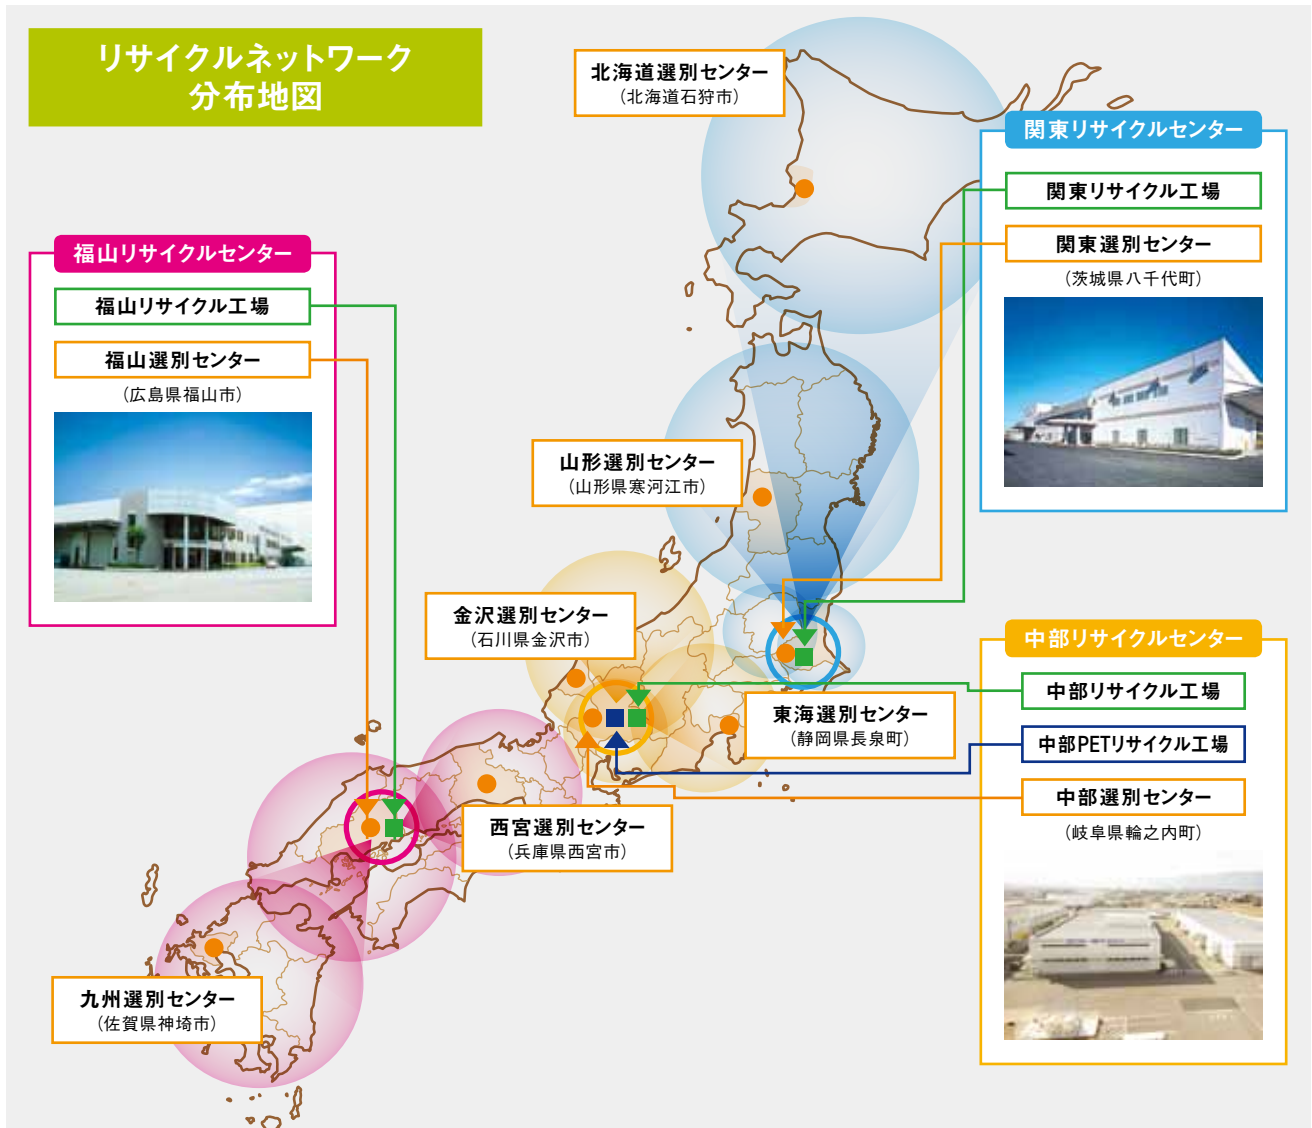 リサイクルネットワーク
分布地図
北海道選別センター
(北海道石狩市)
関東リサイクルセンター
関東リサイクル工場
関東選別センター
(茨城県八千代町)
福山リサイクルセンター
福山リサイクル工場
福山選別センター
(広島県福山市)
山形選別センター
(山形県寒河江市)
金沢選別センター
(石川県金沢市)
中部リサイクルセンター
中部リサイクル工場
中部PETリサイクル工場
中部選別センター
(岐阜県輪之内町)
東海選別センター
(静岡県長泉町)
西宮選別センター
(兵庫県西宮市)
九州選別センター
(佐賀県神埼市)